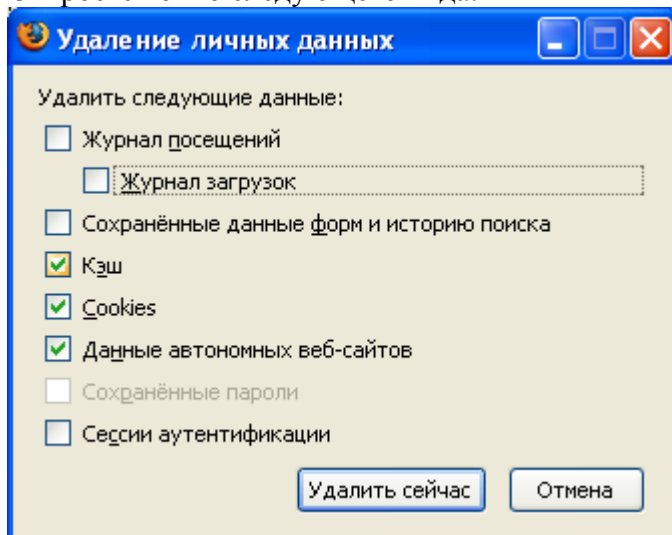 Удаление личных данных
Удалить следующие данные:
Журнал посещений
Журнал загрузок
Сохранённые данные форм и историю поиска
Кэш
Cookies
Данные автономных веб-сайтов
Сохранённые пароли
Сессии аутентификации
Удалить сейчас
Отмена